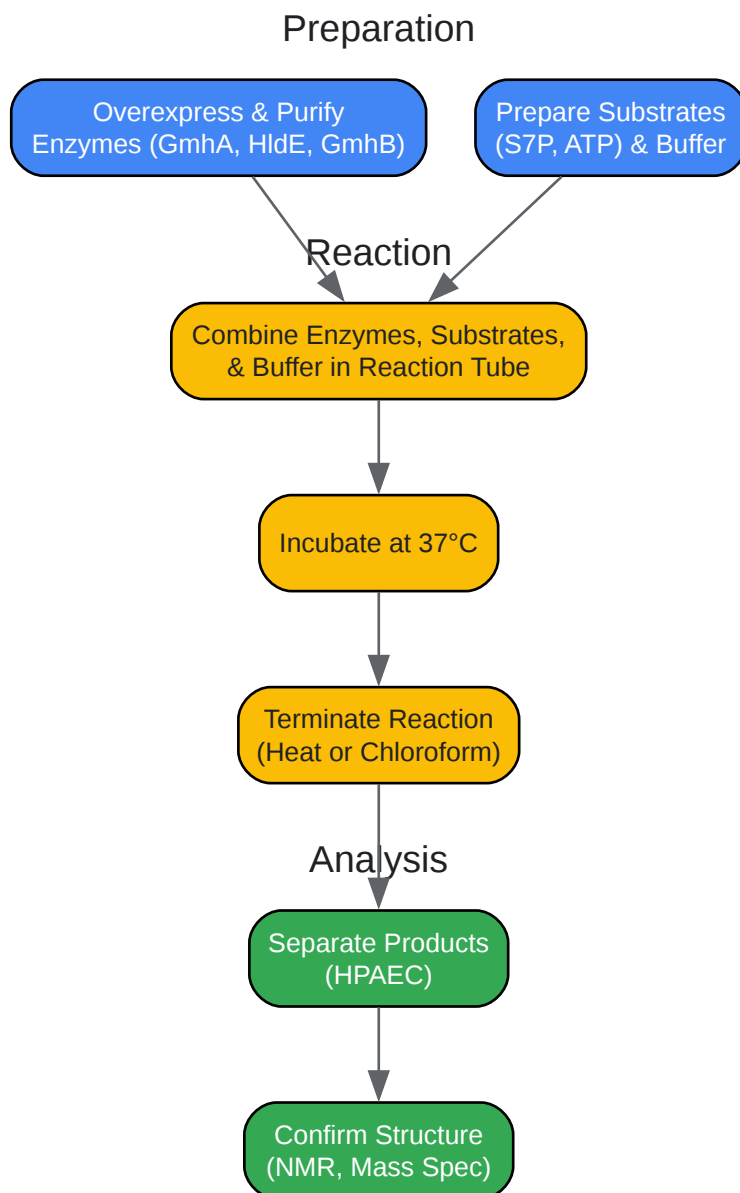 Preparation
Overexpress & Purify
Enzymes (GmhA, HldE, GmhB)
Prepare Substrates
(S7P, ATP) & Buffer
Reaction
Combine Enzymes, Substrates,
& Buffer in Reaction Tube
Incubate at 37°C
Terminate Reaction
(Heat or Chloroform)
Analysis
Separate Products
(HPAEC)
Confirm Structure
(NMR, Mass Spec)